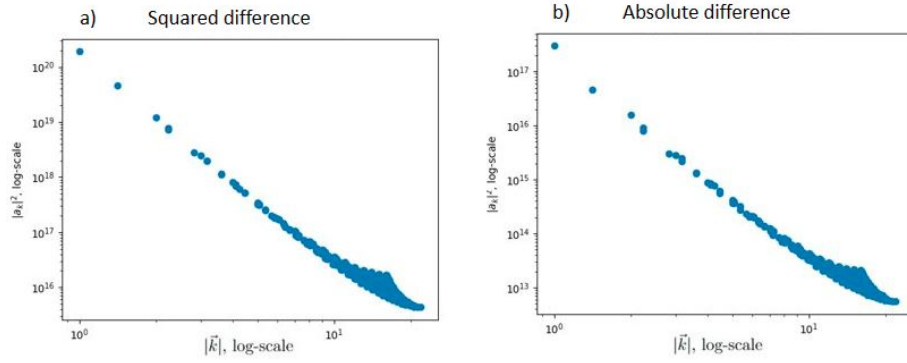 a) Squared difference
10^20
10^19
10^18
10^17
10^16
|a_k|^2, log-scale
10^0
10^1
|\vec{k}|, log-scale
b) Absolute difference
10^17
10^16
10^15
10^14
10^13
|a_k|^2, log-scale
10^0
10^1
|\vec{k}|, log-scale